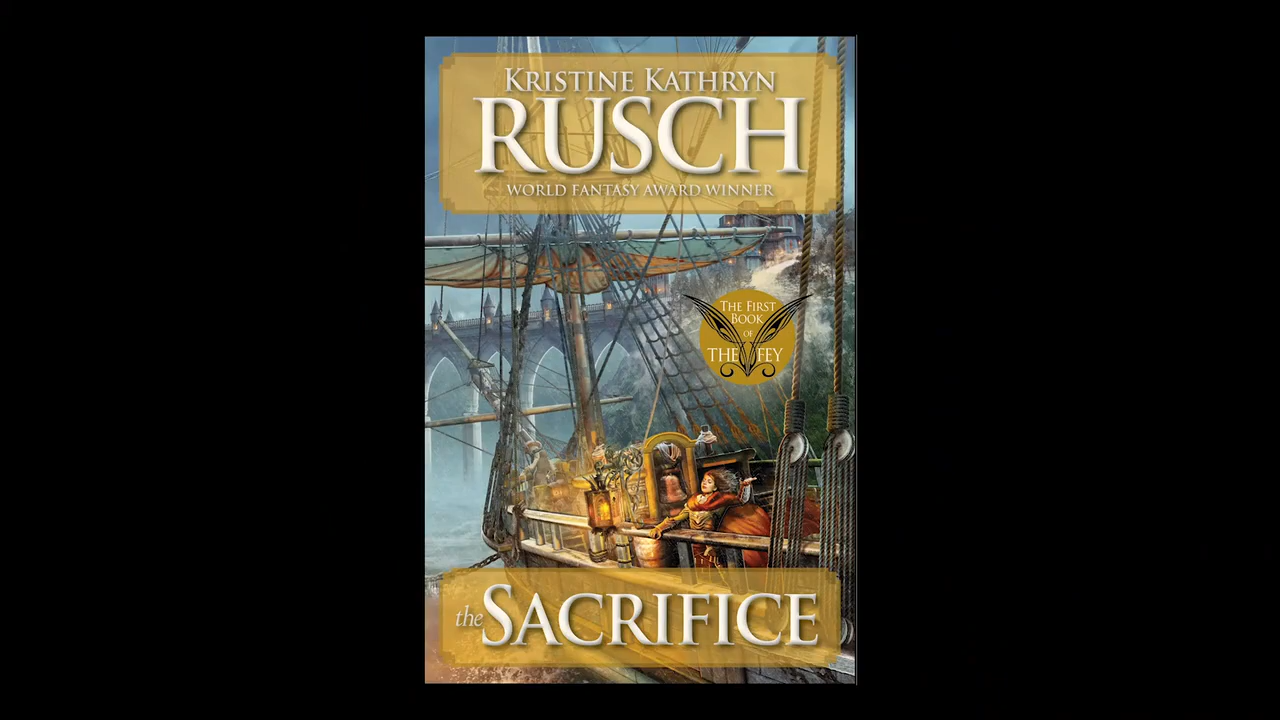 KRISTINE KATHRYN
RUSCH
WORLD FANTASY AWARD WINNER
THE FIRST
BOOK
OF
THE FEY
the SACRIFICE